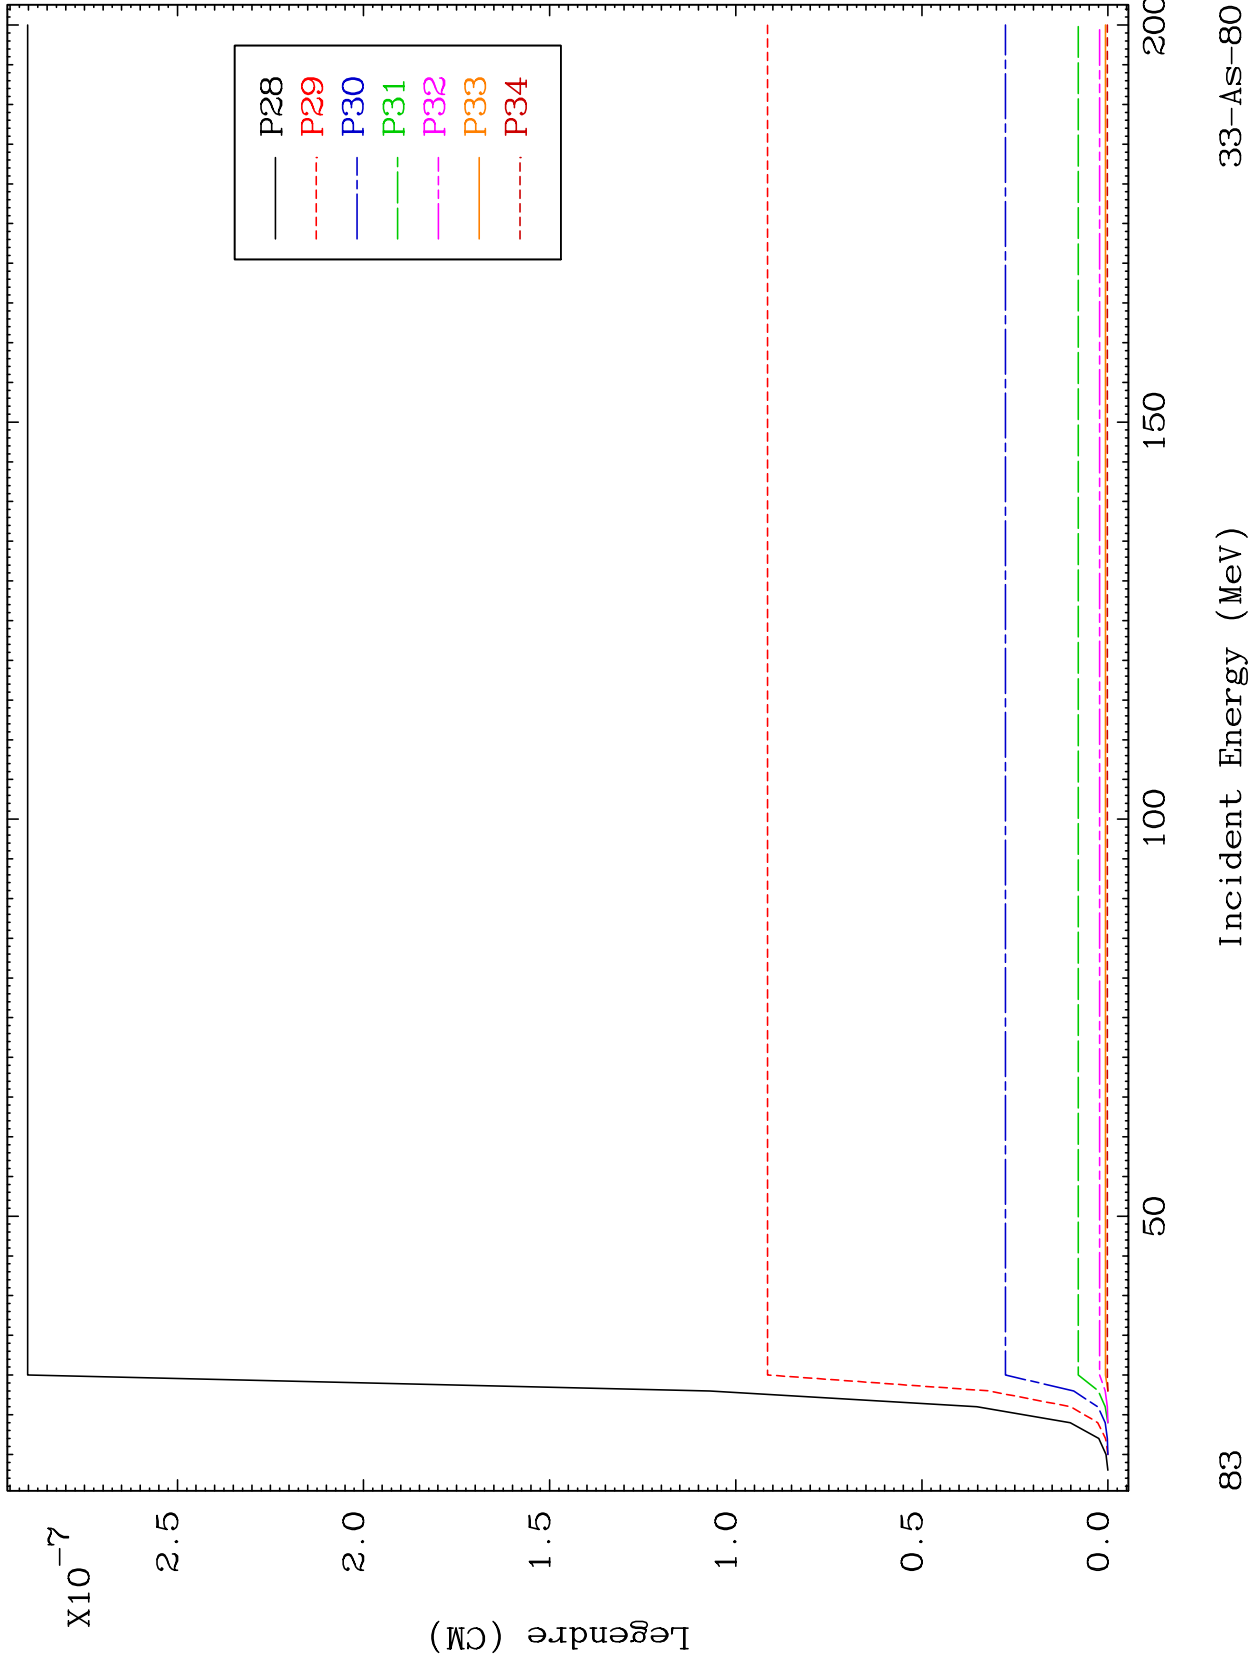 X10-7
2.5
2.0
1.5
1.0
0.5
0.0
Legendre (CM)
P28
P29
P30
P31
P32
P33
P34
50
100
150
200
83
Incident Energy (MeV)
33-As-80